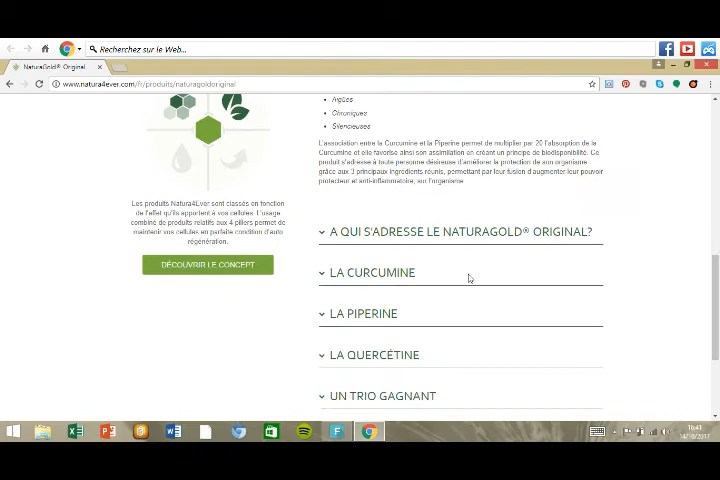 Recherchez sur le Web...
NaturaGold® Original
www.natura4ever.com/fr/produits/naturagoldoriginal
Aigües
Chroniques
Silencieuses
L'association entre la Curcumine et la Piperine permet de multiplier par 20 l'absorption de la
Curcumine et elle favorise ainsi son assimilation en créant un principe de biodisponibilité. Ce
produit s'adresse à toute personne désireuse d'améliorer la protection de son organisme
grâce aux 3 principaux ingrédients réunis, permettant par leur fusion d'augmenter leur pouvoir
protecteur et anti-inflammatoire, sur l'organisme
Les produits Natura4Ever sont classés en fonction
de l'effet qu'ils apportent à vos cellules. L'usage
combiné de produits relatifs aux 4 piliers permet de
maintenir vos cellules en parfaite condition d'auto
régénération.
DÉCOUVRIR LE CONCEPT
A QUI S'ADRESSE LE NATURAGOLD® ORIGINAL?
LA CURCUMINE
LA PIPERINE
LA QUERCÉTINE
UN TRIO GAGNANT
16:41
14/10/2017